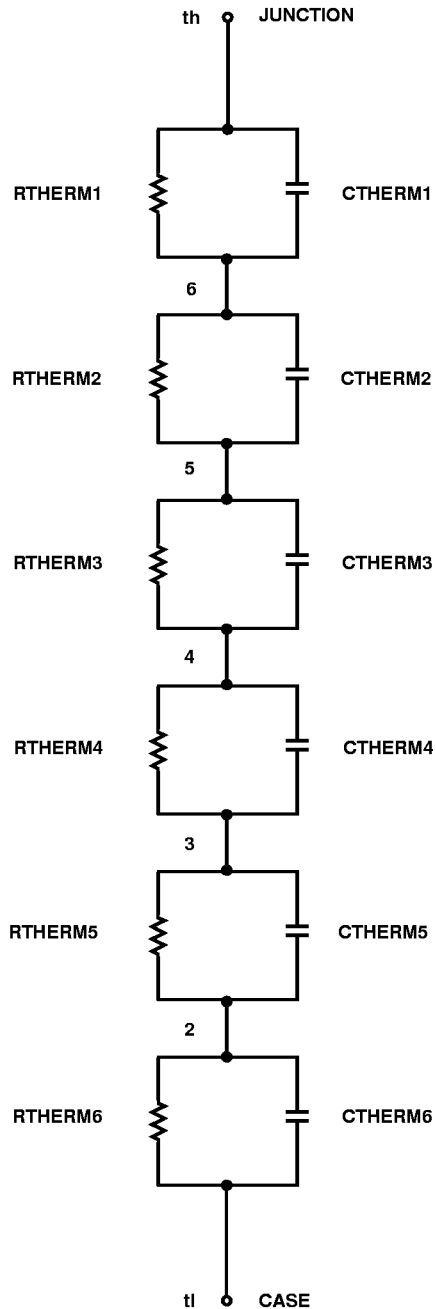 th JUNCTION
RTHERM1 CTHERM1
6
RTHERM2 CTHERM2
5
RTHERM3 CTHERM3
4
RTHERM4 CTHERM4
3
RTHERM5 CTHERM5
2
RTHERM6 CTHERM6
tl CASE